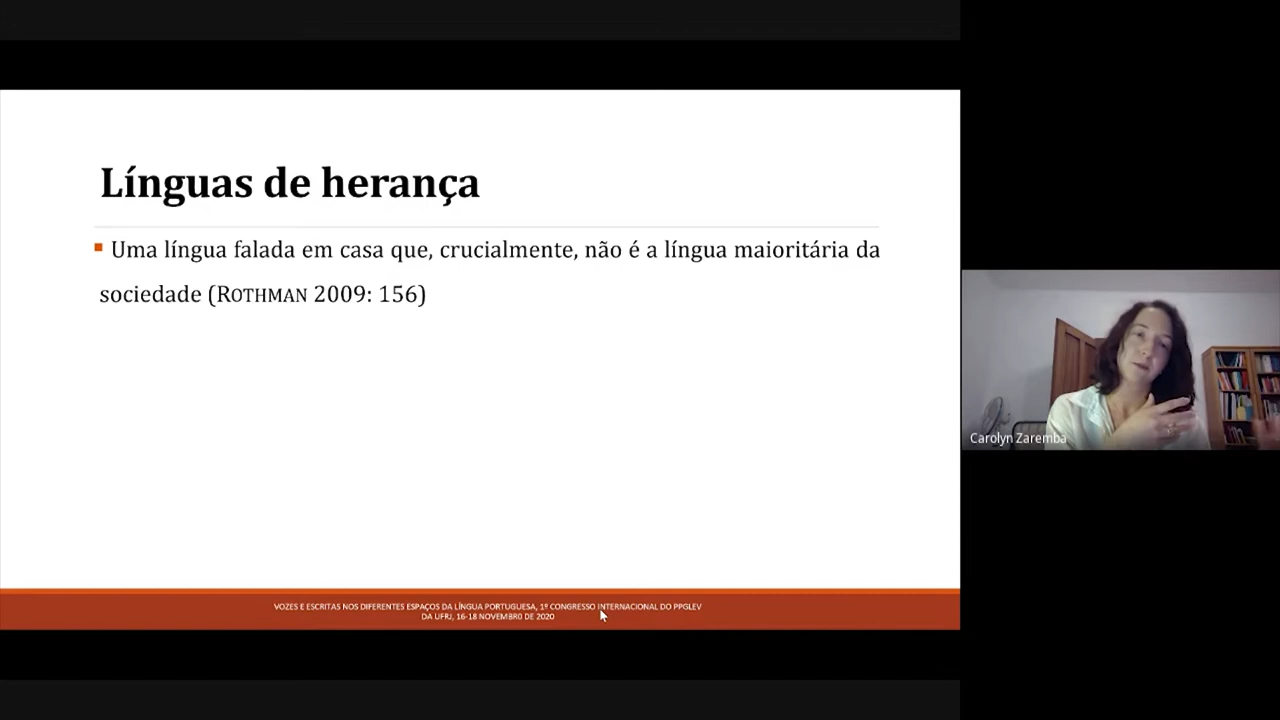 Línguas de herança
Uma língua falada em casa que, crucialmente, não é a língua maioritária da
sociedade (ROTHMAN 2009: 156)
Carolyn Zaremba
VOZES E ESCRITAS NOS DIFERENTES ESPAÇOS DA LÍNGUA PORTUGUESA, 1º CONGRESSO INTERNACIONAL DO PPGLEV
DA UFRJ, 16-18 NOVEMBRO DE 2020